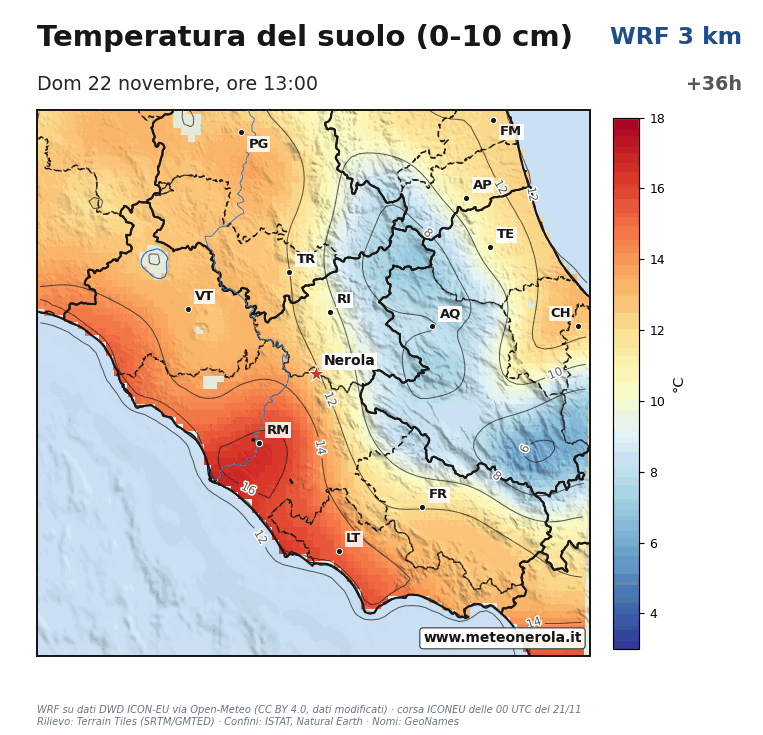 Temperatura del suolo (0-10 cm)
WRF 3 km
Dom 22 novembre, ore 13:00
+36h
PG
FM
AP
12
12
TE
8
TR
RI
VT
AQ
CH
Nerola
10
12
RM
14
6
8
16
FR
12
LT
14
www.meteonerola.it
18
16
14
12
10
8
6
4
°C
WRF su dati DWD ICON-EU via Open-Meteo (CC BY 4.0, dati modificati) · corsa ICONEU delle 00 UTC del 21/11
Rilievo: Terrain Tiles (SRTM/GMTED) · Confini: ISTAT, Natural Earth · Nomi: GeoNames